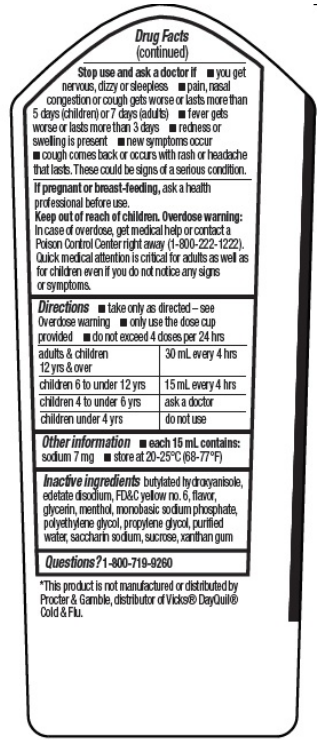 Drug Facts
(continued)
Stop use and ask a doctor if ■ you get
nervous, dizzy or sleepless ■ pain, nasal
congestion or cough gets worse or lasts more than
5 days (children) or 7 days (adults) ■ fever gets
worse or lasts more than 3 days ■ redness or
swelling is present ■ new symptoms occur
■ cough comes back or occurs with rash or headache
that lasts. These could be signs of a serious condition.
If pregnant or breast-feeding, ask a health
professional before use.
Keep out of reach of children. Overdose warning:
In case of overdose, get medical help or contact a
Poison Control Center right away (1-800-222-1222).
Quick medical attention is critical for adults as well as
for children even if you do not notice any signs
or symptoms.
Directions ■ take only as directed – see
Overdose warning ■ only use the dose cup
provided ■ do not exceed 4 doses per 24 hrs
adults & children 30 mL every 4 hrs
12 yrs & over
children 6 to under 12 yrs 15 mL every 4 hrs
children 4 to under 6 yrs ask a doctor
children under 4 yrs do not use
Other information ■ each 15 mL contains:
sodium 7 mg ■ store at 20-25°C (68-77°F)
Inactive ingredients butylated hydroxyanisole,
edetate disodium, FD&C yellow no. 6, flavor,
glycerin, menthol, monobasic sodium phosphate,
polyethylene glycol, propylene glycol, purified
water, saccharin sodium, sucrose, xanthan gum
Questions? 1-800-719-9260
*This product is not manufactured or distributed by
Procter & Gamble, distributor of Vicks® DayQuil®
Cold & Flu.